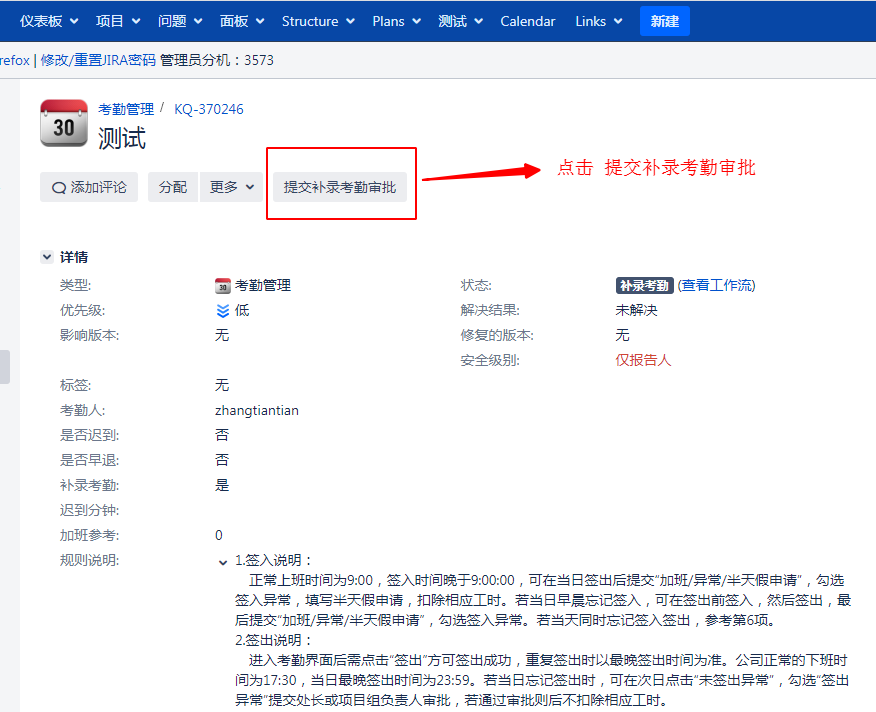 仪表板 项目 问题 面板 Structure Plans 测试 Calendar Links 新建
refox | 修改/重置JIRA密码 管理员分机：3573
考勤管理 / KQ-370246
30
测试
添加评论 分配 更多 提交补录考勤审批
点击 提交补录考勤审批
详情
类型: 考勤管理 状态: 补录考勤 (查看工作流)
优先级: 低 解决结果: 未解决
影响版本: 无 修复的版本: 无
安全级别: 仅报告人
标签: 无
考勤人: zhangtiantian
是否迟到: 否
是否早退: 否
补录考勤: 是
迟到分钟:
加班参考: 0
规则说明: 1.签入说明：
正常上班时间为9:00，签入时间晚于9:00:00，可在当日签出后提交“加班/异常/半天假申请”，勾选
签入异常，填写半天假申请，扣除相应工时。若当日早晨忘记签入，可在签出前签入，然后签出，最
后提交“加班/异常/半天假申请”，勾选签入异常。若当天同时忘记签入签出，参考第6项。
2.签出说明：
进入考勤界面后需点击“签出”方可签出成功，重复签出时以最晚签出时间为准。公司正常的下班时
间为17:30，当日最晚签出时间为23:59。若当日忘记签出时，可在次日点击“未签出异常”，勾选“签出
异常”提交处长或项目组负责人审批，若通过审批则后不扣除相应工时。